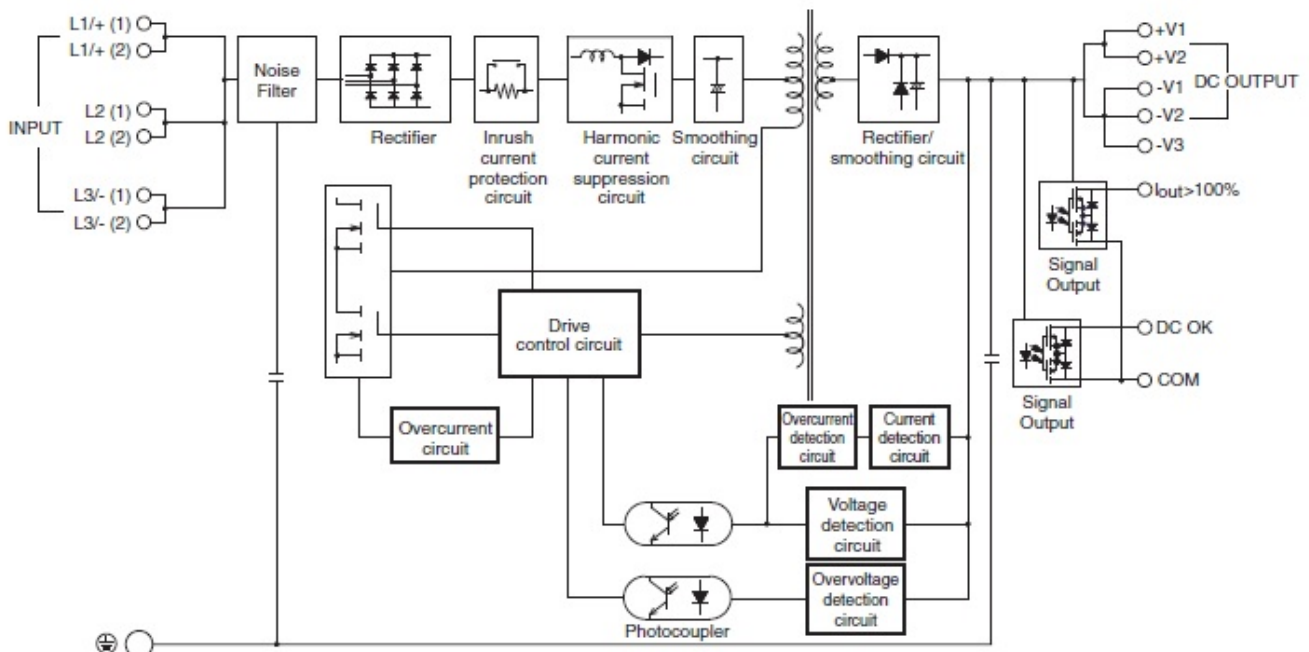 L1/+ (1)
L1/+ (2)
L2 (1)
INPUT
L2 (2)
L3/- (1)
L3/- (2)
Noise
Filter
Rectifier
Inrush
current
protection
circuit
Harmonic
current
suppression
circuit
Smoothing
circuit
Rectifier/
smoothing circuit
+V1
+V2
-V1
DC OUTPUT
-V2
-V3
Iout>100%
Signal
Output
DC OK
COM
Signal
Output
Drive
control circuit
Overcurrent
circuit
Overcurrent
detection
circuit
Current
detection
circuit
Voltage
detection
circuit
Overvoltage
detection
circuit
Photocoupler